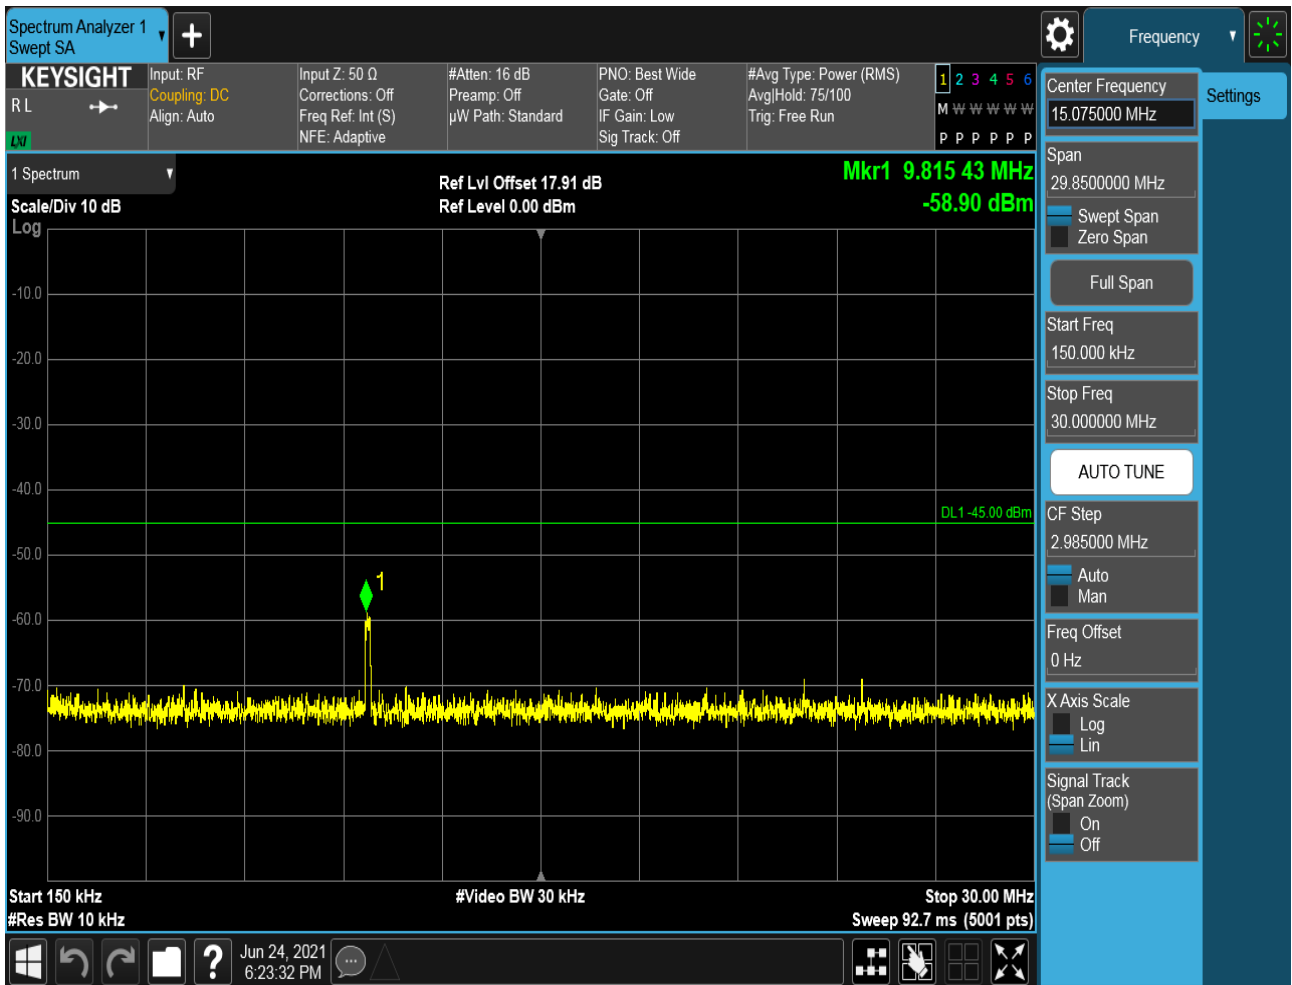 Spectrum Analyzer 1
Swept SA
Frequency
KEYSIGHT
R L
LXI
Input: RF
Coupling: DC
Align: Auto
Input Z: 50 Ω
Corrections: Off
Freq Ref: Int (S)
NFE: Adaptive
#Atten: 16 dB
Preamp: Off
µW Path: Standard
PNO: Best Wide
Gate: Off
IF Gain: Low
Sig Track: Off
#Avg Type: Power (RMS)
Avg|Hold: 75/100
Trig: Free Run
1 2 3 4 5 6
M W W W W W
P P P P P P
1 Spectrum
Scale/Div 10 dB
Log
Ref Lvl Offset 17.91 dB
Ref Level 0.00 dBm
Mkr1 9.815 43 MHz
-58.90 dBm
-10.0
-20.0
-30.0
-40.0
DL1 -45.00 dBm
-50.0
1
-60.0
-70.0
-80.0
-90.0
Start 150 kHz
#Res BW 10 kHz
#Video BW 30 kHz
Stop 30.00 MHz
Sweep 92.7 ms (5001 pts)
Jun 24, 2021
6:23:32 PM
Center Frequency
15.075000 MHz
Settings
Span
29.8500000 MHz
Swept Span
Zero Span
Full Span
Start Freq
150.000 kHz
Stop Freq
30.000000 MHz
AUTO TUNE
CF Step
2.985000 MHz
Auto
Man
Freq Offset
0 Hz
X Axis Scale
Log
Lin
Signal Track
(Span Zoom)
On
Off